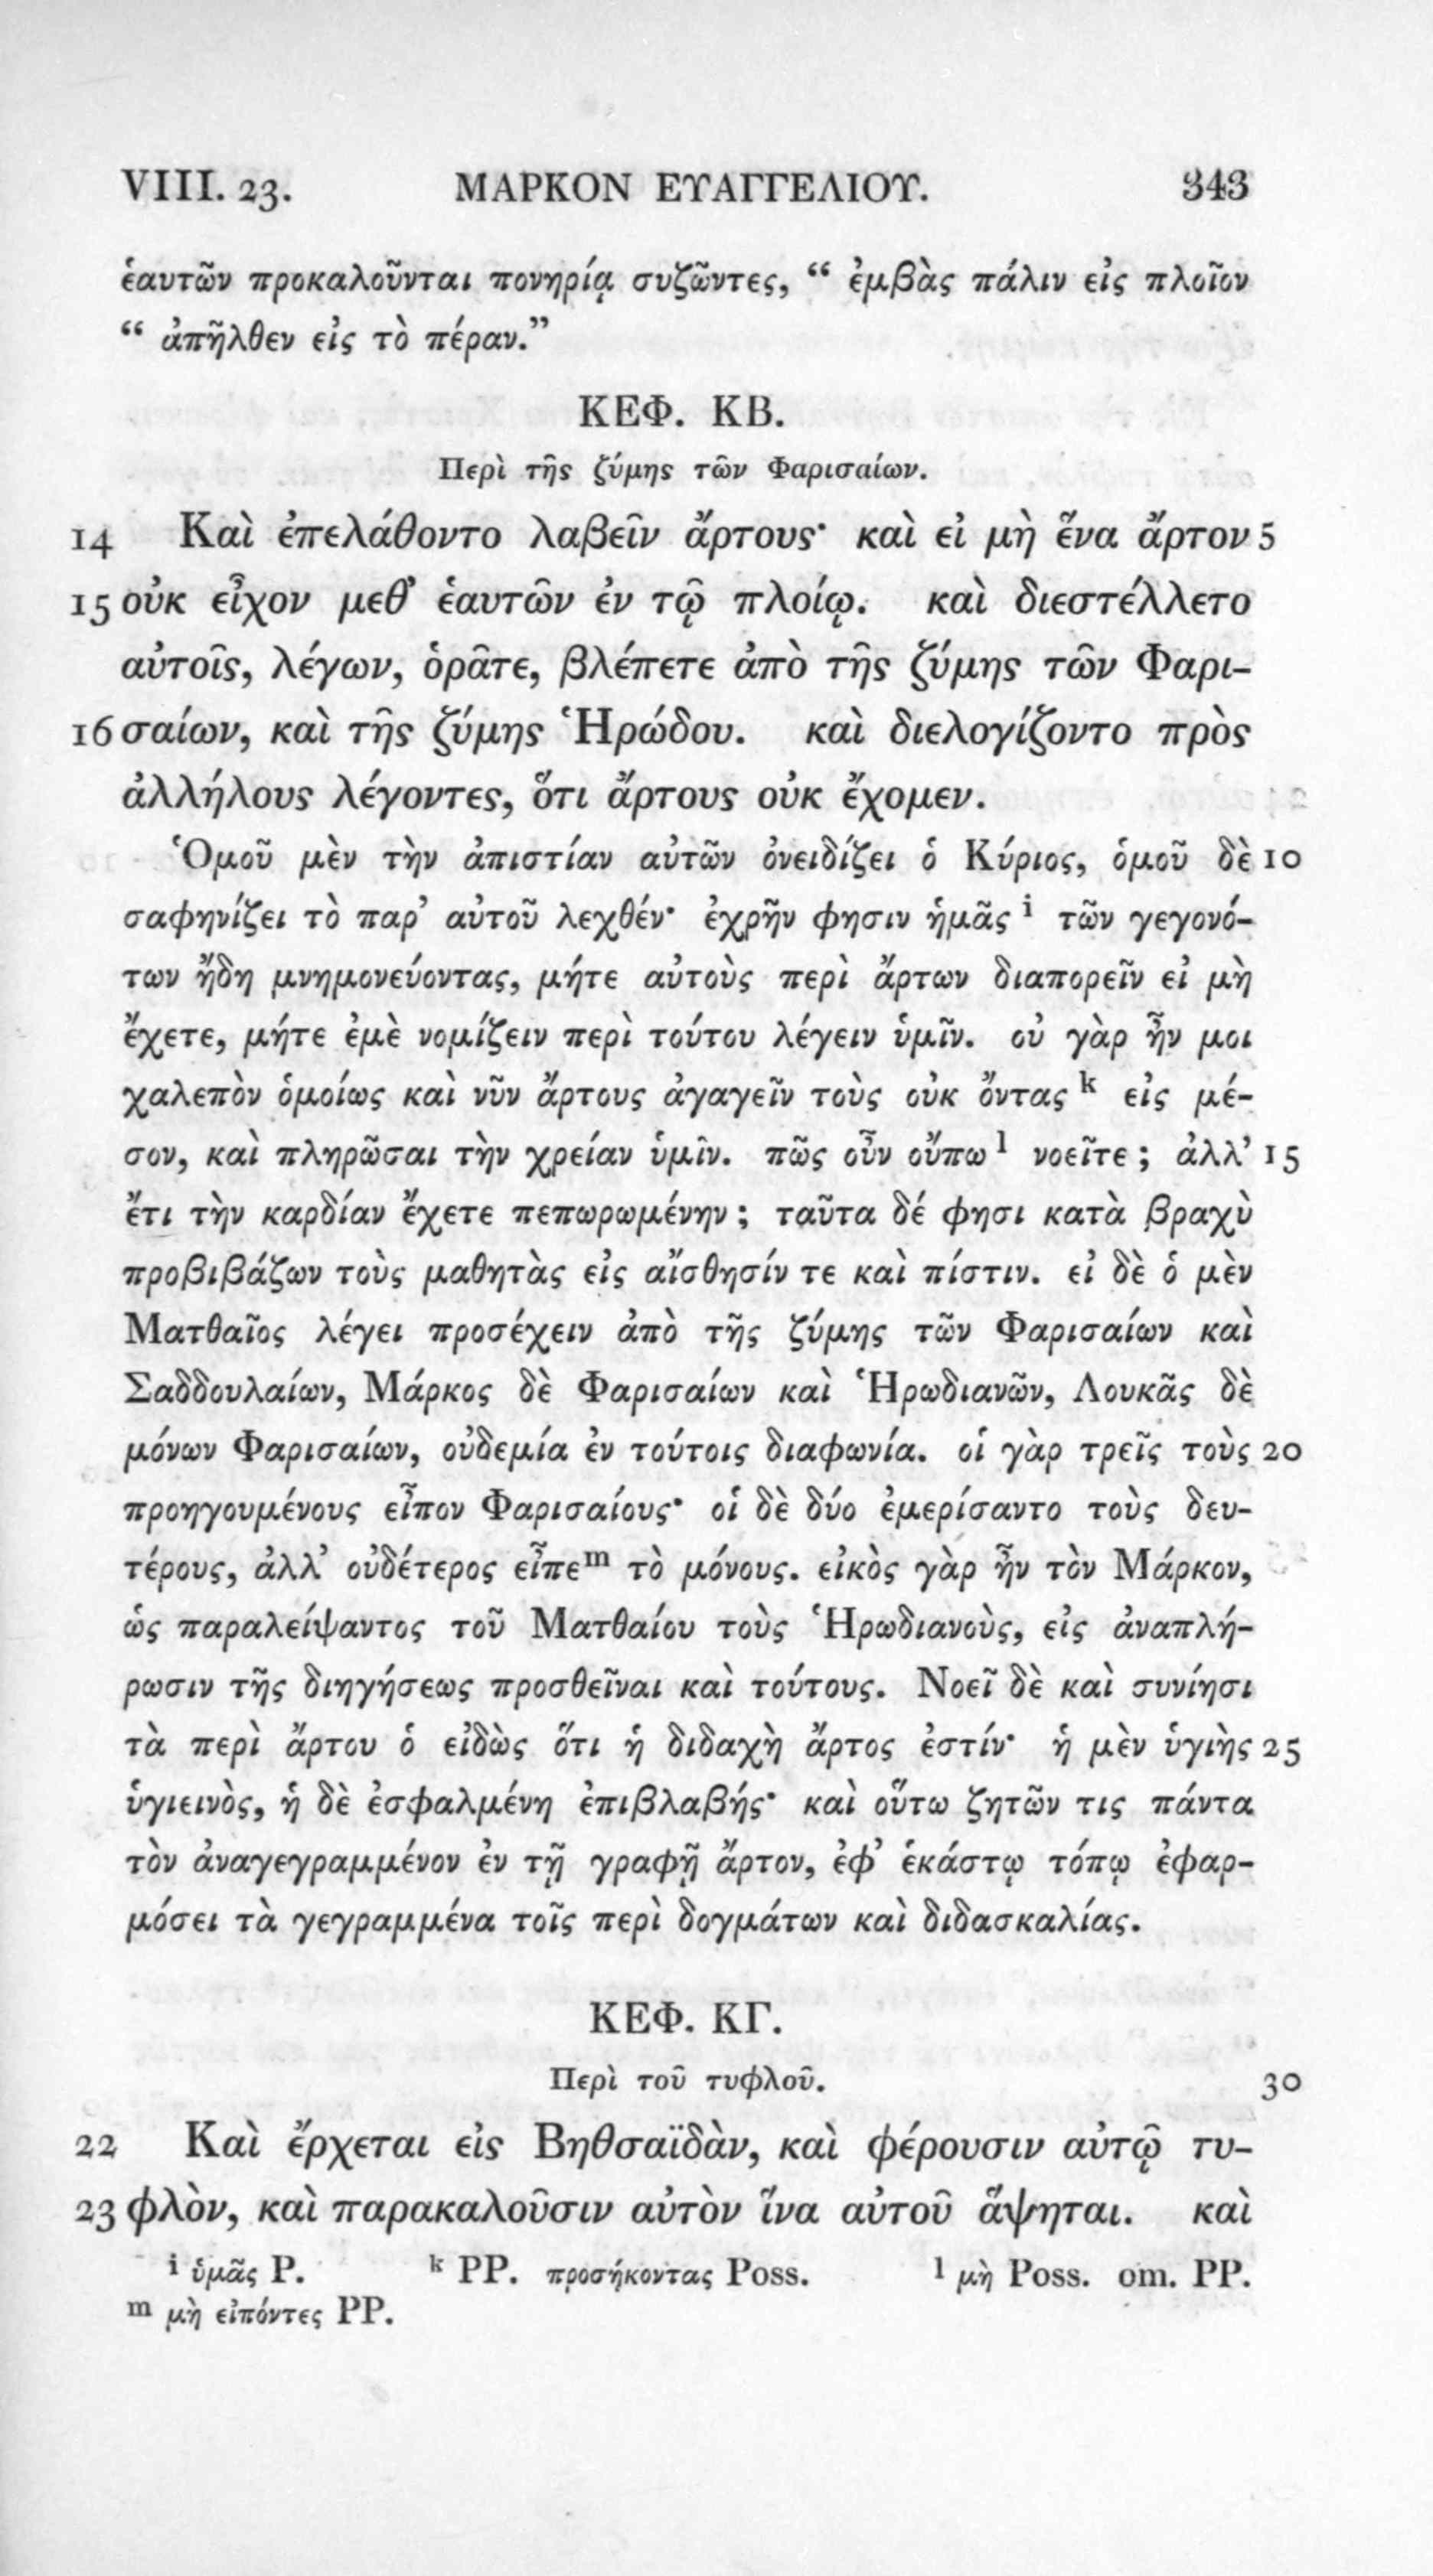 VIII. 23. ΜΑΡΚΟΝ ΕΥΑΓΓΕΛΙΟΥ. 343
ἑαυτῶν προκαλοῦνται πονηρίᾳ συζῶντες, “ ἐμβὰς πάλιν εἰς πλοῖον
“ ἀπῆλθεν εἰς τὸ πέραν.”
ΚΕΦ. ΚΒ.
Περὶ τῆς ζύμης τῶν Φαρισαίων.
14 Καὶ ἐπελάθοντο λαβεῖν ἄρτους· καὶ εἰ μὴ ἕνα ἄρτον 5
15 οὐκ εἶχον μεθ’ ἑαυτῶν ἐν τῷ πλοίῳ. καὶ διεστέλλετο
αὐτοῖς, λέγων, ὁρᾶτε, βλέπετε ἀπὸ τῆς ζύμης τῶν Φαρι-
16 σαίων, καὶ τῆς ζύμης Ἡρώδου. καὶ διελογίζοντο πρὸς
ἀλλήλους λέγοντες, ὅτι ἄρτους οὐκ ἔχομεν.
Ὁμοῦ μὲν τὴν ἀπιστίαν αὐτῶν ὀνειδίζει ὁ Κύριος, ὁμοῦ δὲ 10
σαφηνίζει τὸ παρ’ αὐτοῦ λεχθέν· ἐχρῆν φησιν ἡμᾶς i τῶν γεγονό-
των ἤδη μνημονεύοντας, μήτε αὐτοὺς περὶ ἄρτων διαπορεῖν εἰ μὴ
ἔχετε, μήτε ἐμὲ νομίζειν περὶ τούτου λέγειν ὑμῖν. οὐ γὰρ ἦν μοι
χαλεπὸν ὁμοίως καὶ νῦν ἄρτους ἀγαγεῖν τοὺς οὐκ ὄντας k εἰς μέ-
σον, καὶ πληρῶσαι τὴν χρείαν ὑμῖν. πῶς οὖν οὔπω l νοεῖτε ; ἀλλ’ 15
ἔτι τὴν καρδίαν ἔχετε πεπωρωμένην ; ταῦτα δέ φησι κατὰ βραχὺ
προβιβάζων τοὺς μαθητὰς εἰς αἴσθησίν τε καὶ πίστιν. εἰ δὲ ὁ μὲν
Ματθαῖος λέγει προσέχειν ἀπὸ τῆς ζύμης τῶν Φαρισαίων καὶ
Σαδδουλαίων, Μάρκος δὲ Φαρισαίων καὶ Ἡρωδιανῶν, Λουκᾶς δὲ
μόνων Φαρισαίων, οὐδεμία ἐν τούτοις διαφωνία. οἱ γὰρ τρεῖς τοὺς 20
προηγουμένους εἶπον Φαρισαίους· οἱ δὲ δύο ἐμερίσαντο τοὺς δευ-
τέρους, ἀλλ’ οὐδέτερος εἶπε m τὸ μόνους. εἰκὸς γὰρ ἦν τὸν Μάρκον,
ὡς παραλείψαντος τοῦ Ματθαίου τοὺς Ἡρωδιανοὺς, εἰς ἀναπλή-
ρωσιν τῆς διηγήσεως προσθεῖναι καὶ τούτους. Νοεῖ δὲ καὶ συνίησι
τὰ περὶ ἄρτου ὁ εἰδὼς ὅτι ἡ διδαχὴ ἄρτος ἐστίν· ἡ μὲν ὑγιὴς 25
ὑγιεινὸς, ἡ δὲ ἐσφαλμένη ἐπιβλαβής· καὶ οὕτω ζητῶν τις πάντα
τὸν ἀναγεγραμμένον ἐν τῇ γραφῇ ἄρτον, ἐφ’ ἑκάστῳ τόπῳ ἐφαρ-
μόσει τὰ γεγραμμένα τοῖς περὶ δογμάτων καὶ διδασκαλίας.
ΚΕΦ. ΚΓ.
Περὶ τοῦ τυφλοῦ. 30
22 Καὶ ἔρχεται εἰς Βηθσαϊδὰν, καὶ φέρουσιν αὐτῷ τυ-
23 φλὸν, καὶ παρακαλοῦσιν αὐτὸν ἵνα αὐτοῦ ἅψηται. καὶ
i ὑμᾶς P. k PP. προσήκοντας Poss. l μὴ Poss. om. PP.
m μὴ εἰπόντες PP.